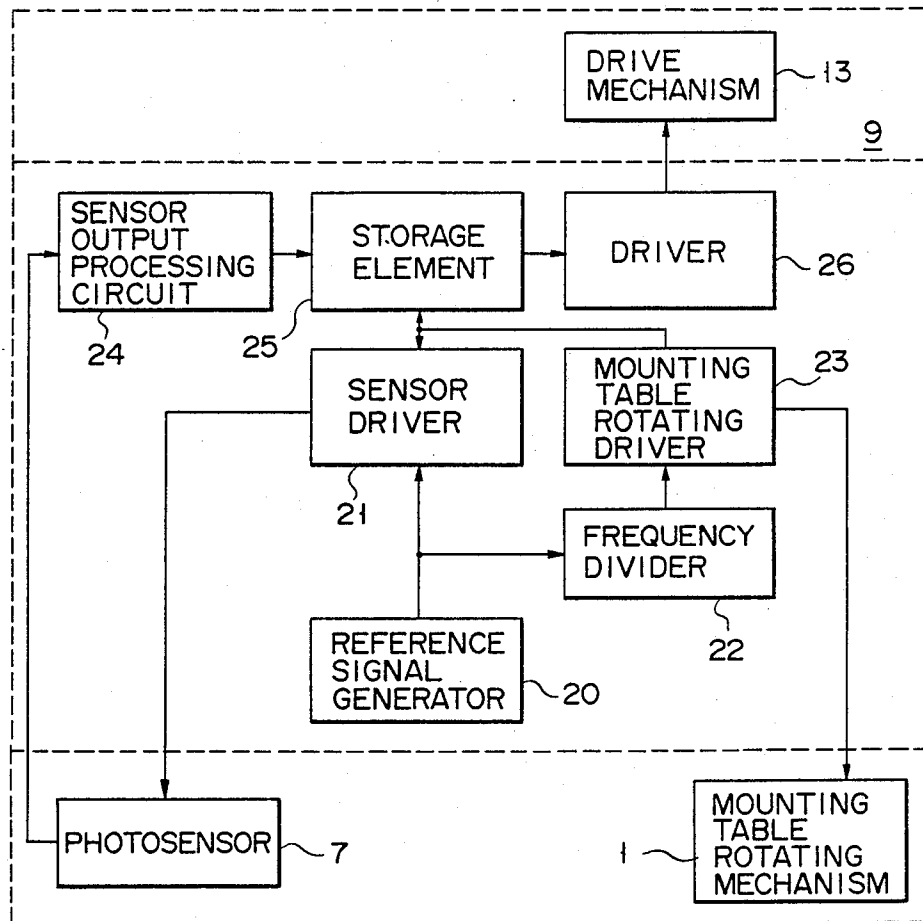 DRIVE
MECHANISM
13
9
SENSOR
OUTPUT
PROCESSING
CIRCUIT
24
STORAGE
ELEMENT
25
DRIVER
26
SENSOR
DRIVER
21
MOUNTING
TABLE
ROTATING
DRIVER
23
FREQUENCY
DIVIDER
22
REFERENCE
SIGNAL
GENERATOR
20
PHOTOSENSOR
7
1
MOUNTING
TABLE
ROTATING
MECHANISM